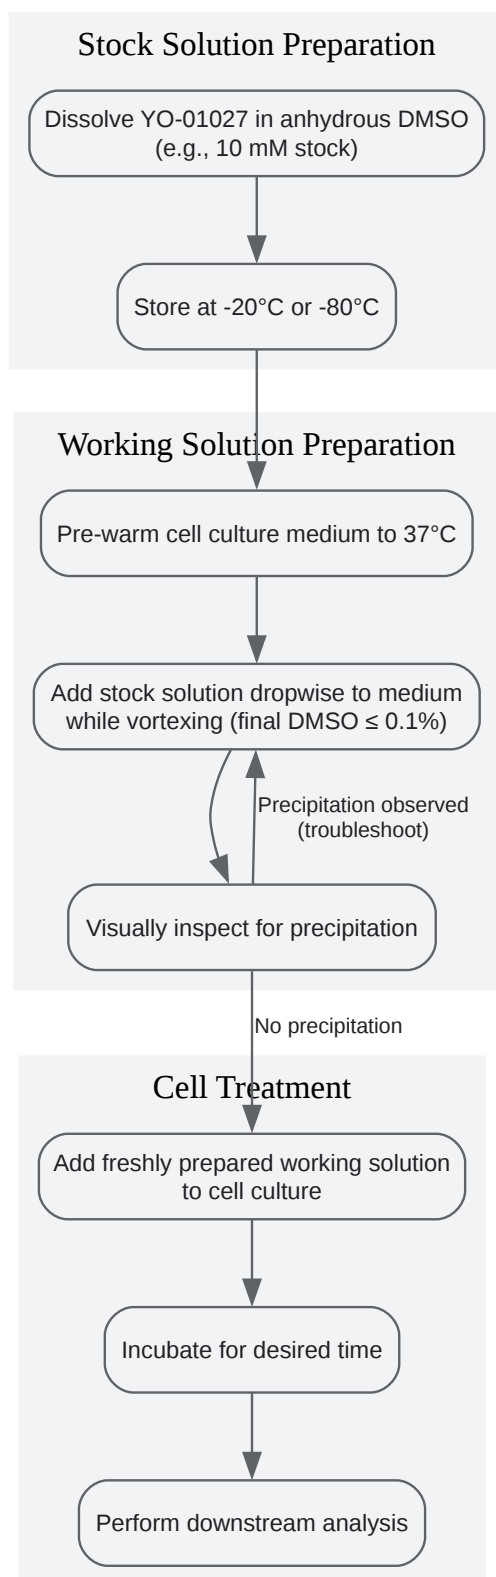 Stock Solution Preparation
Dissolve YO-01027 in anhydrous DMSO
(e.g., 10 mM stock)
Store at -20°C or -80°C
Working Solution Preparation
Pre-warm cell culture medium to 37°C
Add stock solution dropwise to medium
while vortexing (final DMSO ≤ 0.1%)
Precipitation observed
(troubleshoot)
Visually inspect for precipitation
No precipitation
Cell Treatment
Add freshly prepared working solution
to cell culture
Incubate for desired time
Perform downstream analysis